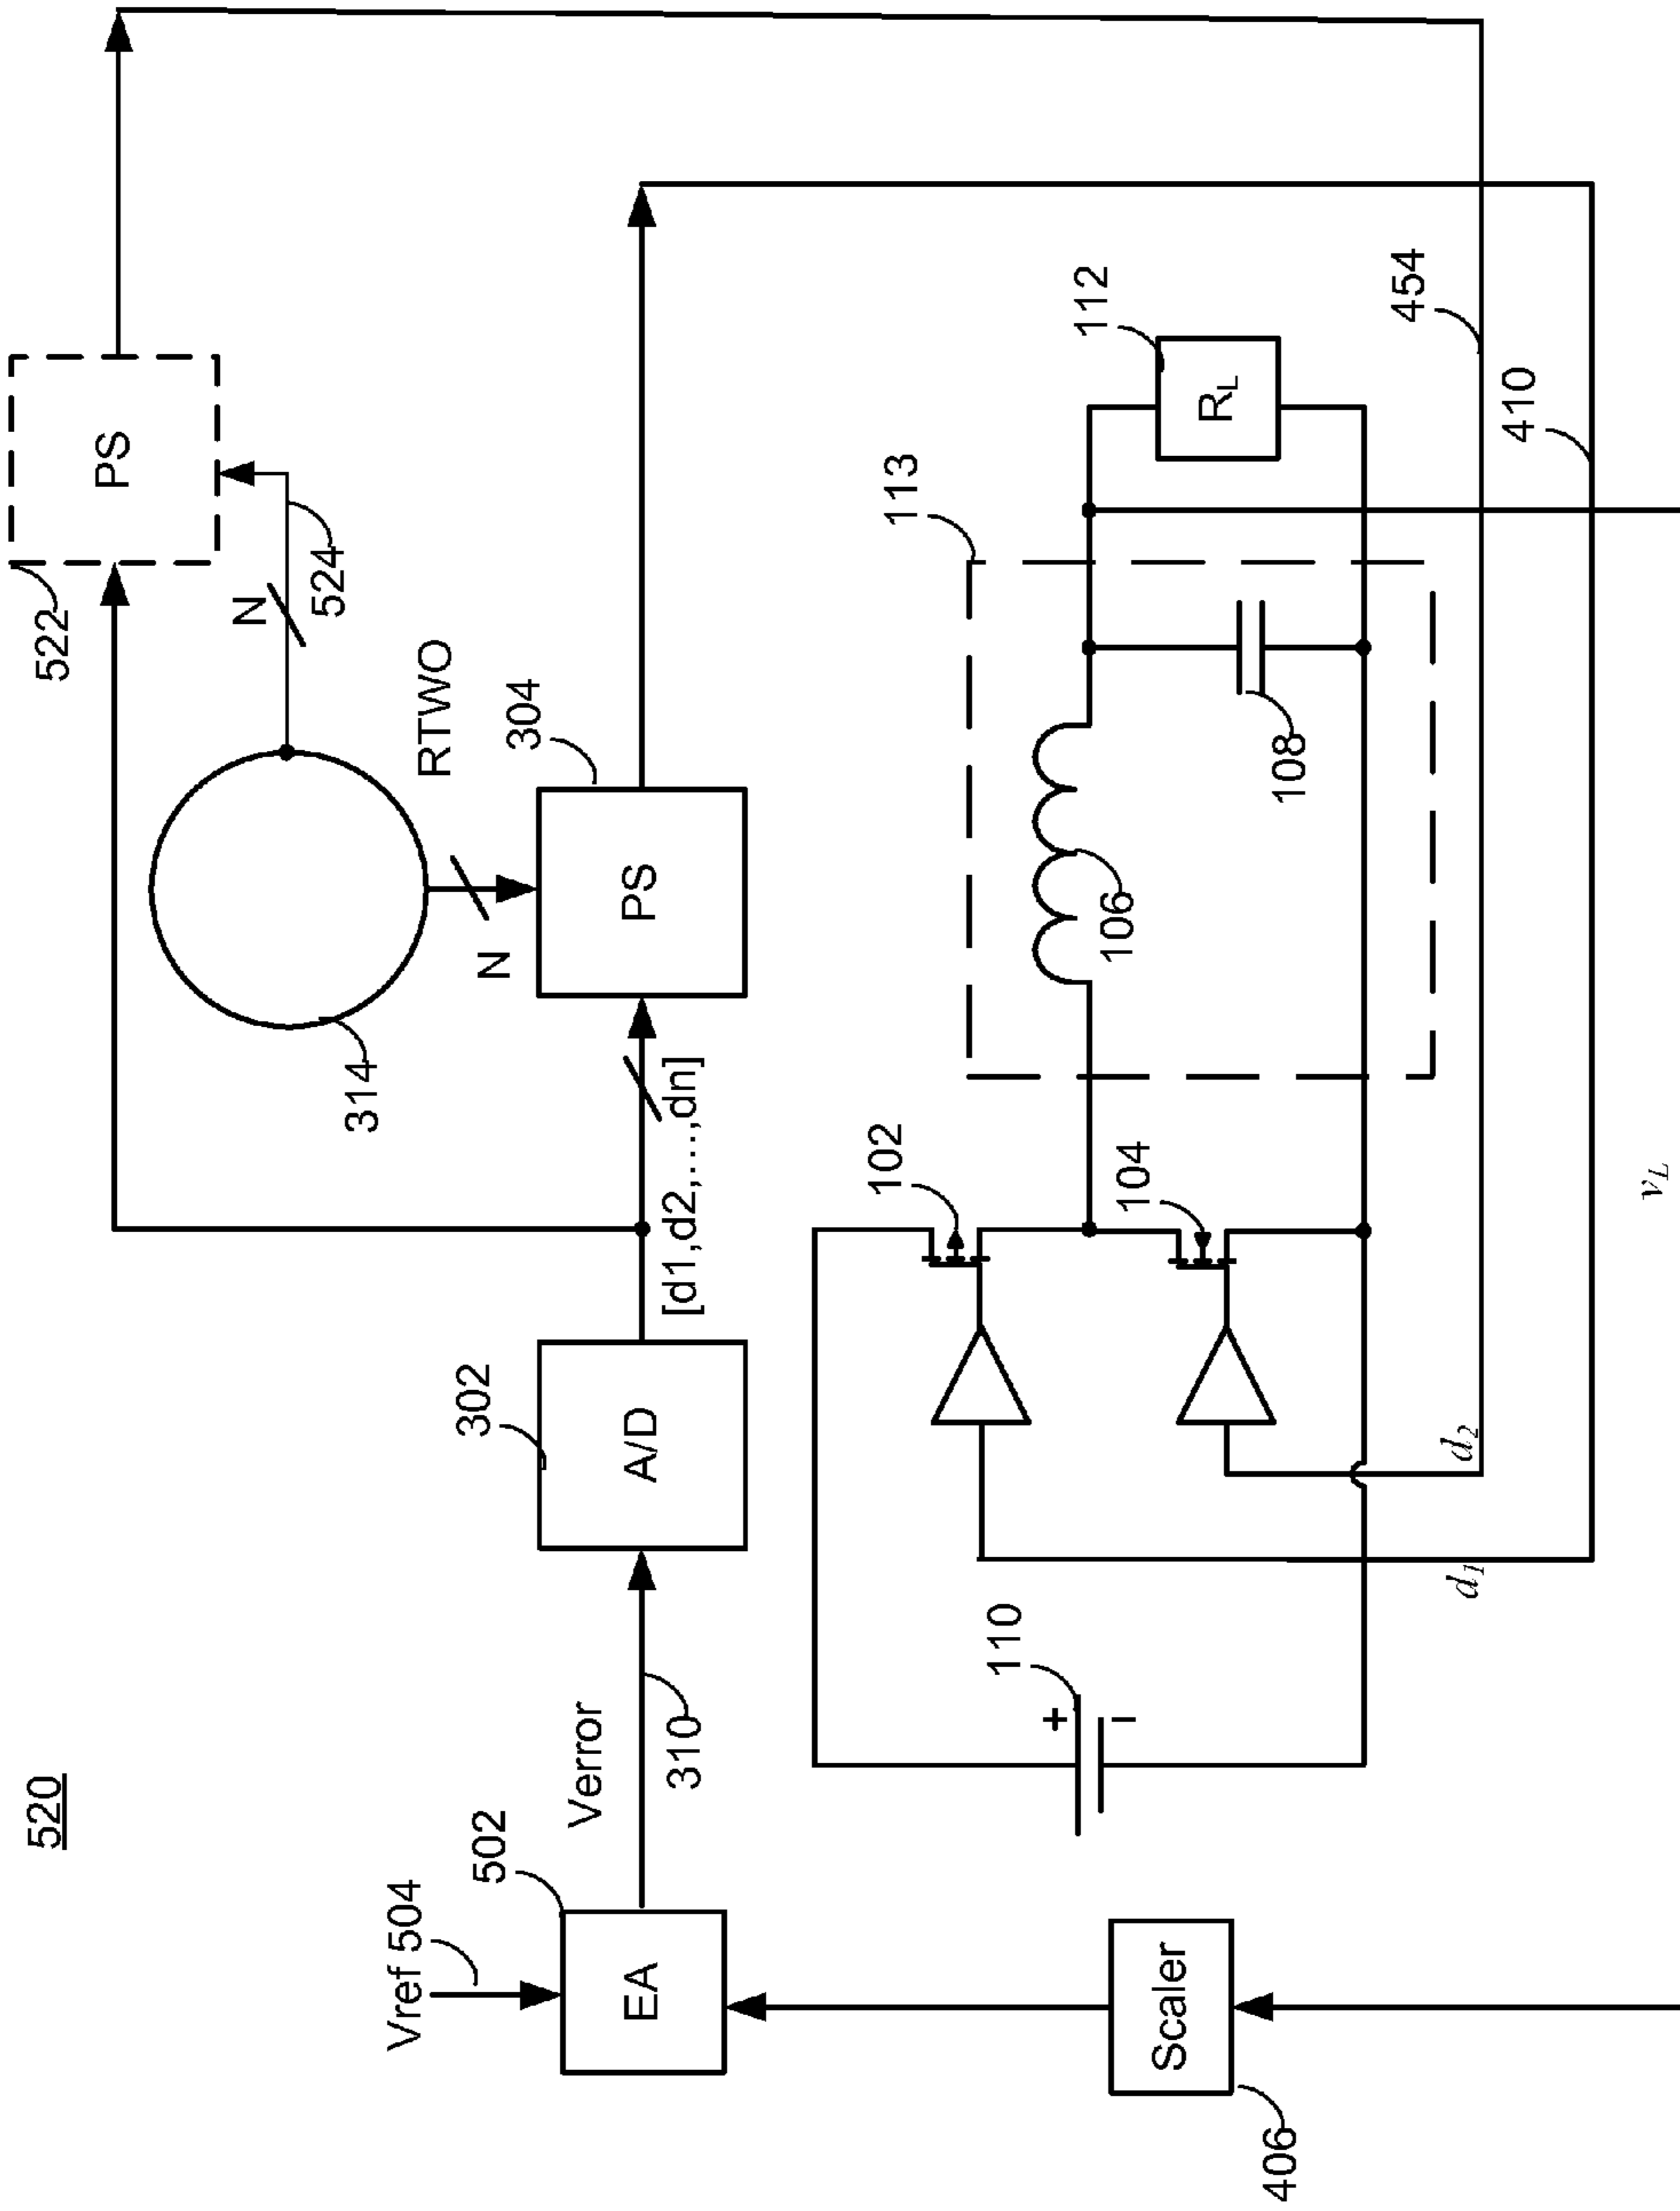 520
522
PS
N
524
314
RTWO
Vref 504
502
Verror
302
304
EA
310
A/D
[d1,d2,...,dn]
N
PS
102
113
110
+
-
104
106
112
RL
108
Scaler
406
454
d2
d1
410
vL